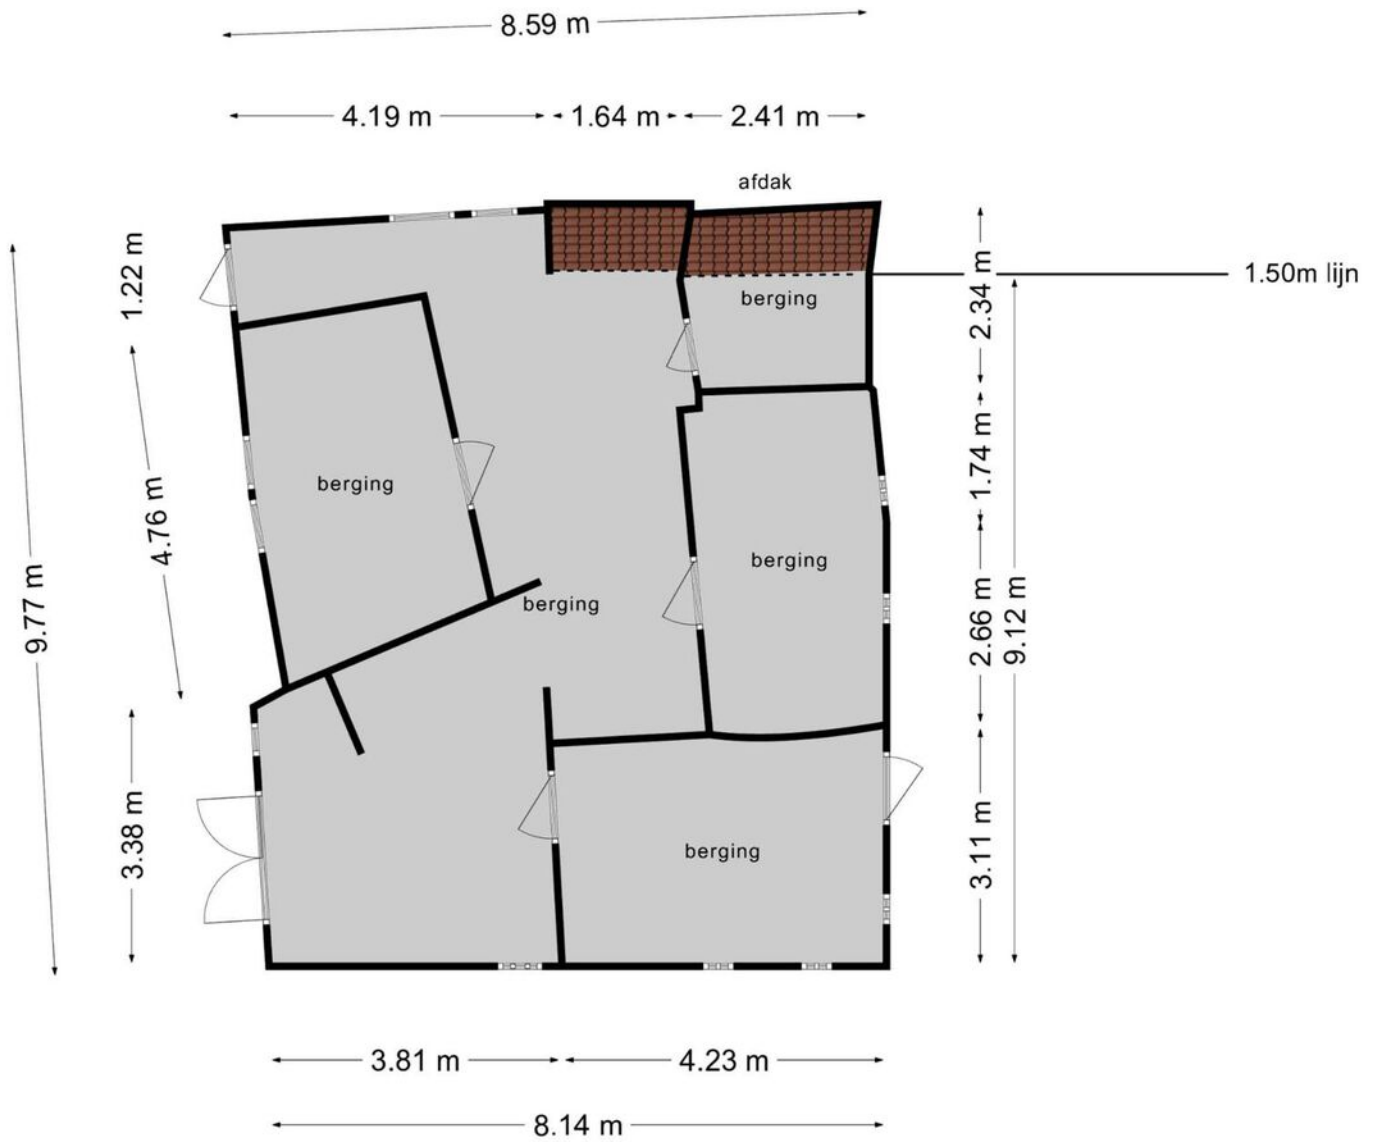 8.59 m
4.19 m
1.64 m
2.41 m
afdak
1.22 m
2.34 m
1.50m lijn
berging
1.74 m
berging
4.76 m
berging
9.77 m
berging
2.66 m
9.12 m
3.38 m
berging
3.11 m
3.81 m
4.23 m
8.14 m